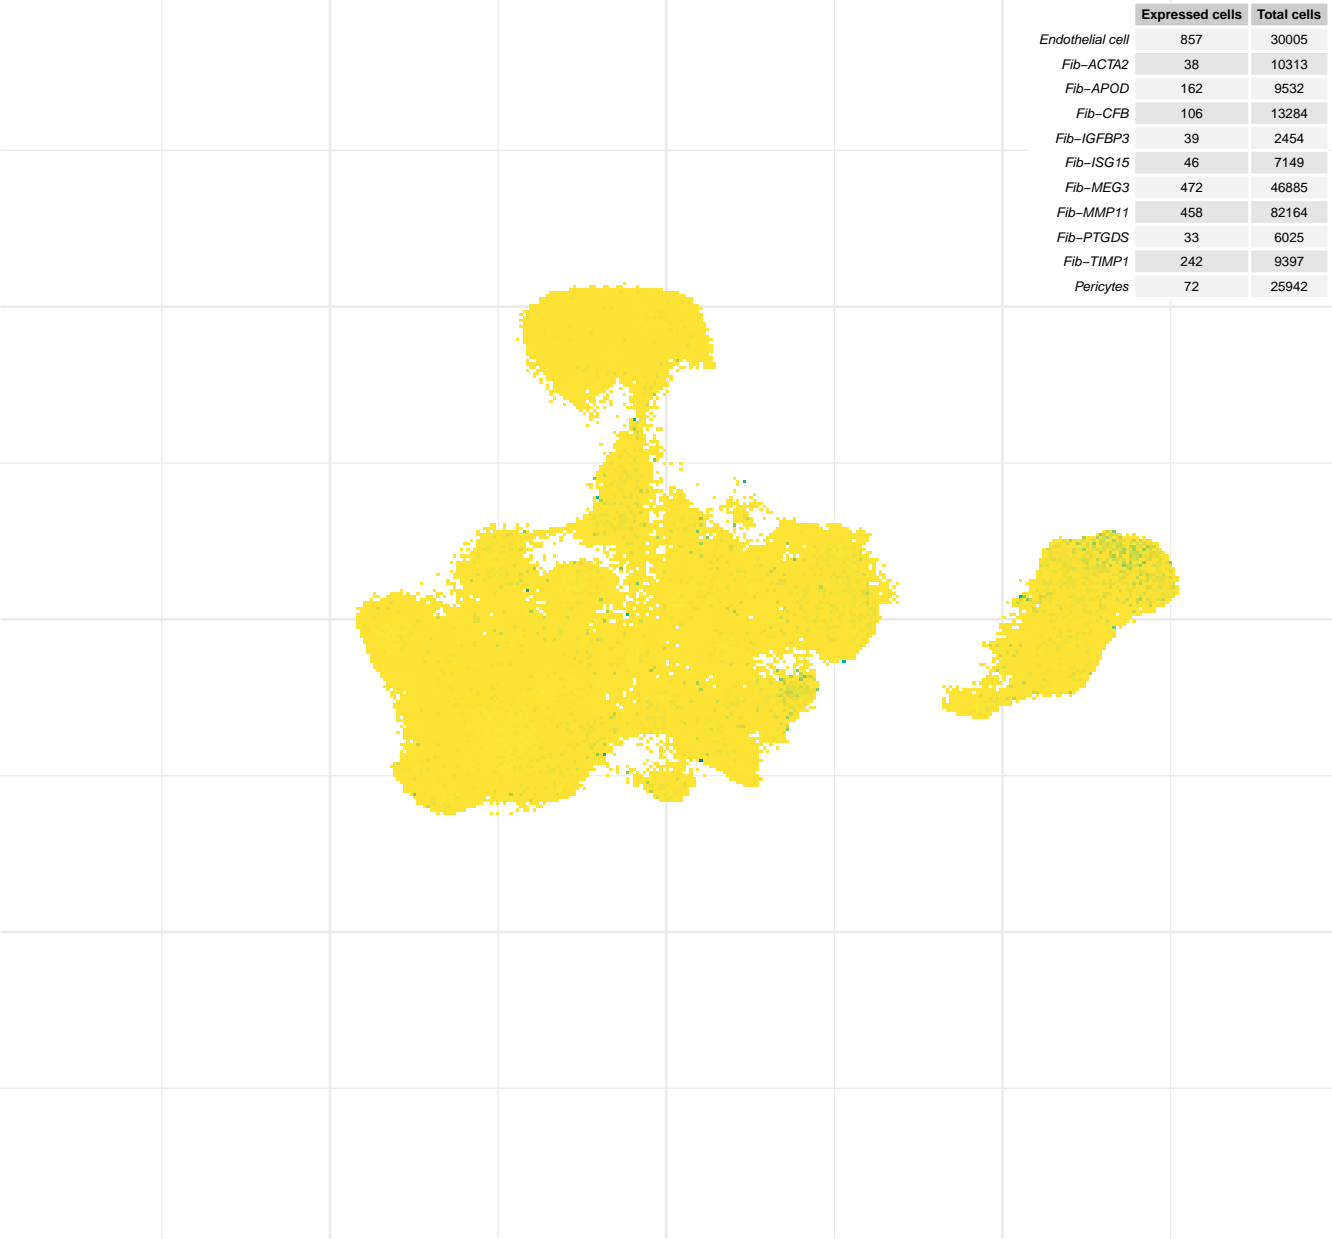 Expressed cells Total cells
Endothelial cell 857 30005
Fib−ACTA2 38 10313
Fib−APOD 162 9532
Fib−CFB 106 13284
Fib−IGFBP3 39 2454
Fib−ISG15 46 7149
Fib−MEG3 472 46885
Fib−MMP11 458 82164
Fib−PTGDS 33 6025
Fib−TIMP1 242 9397
Pericytes 72 25942